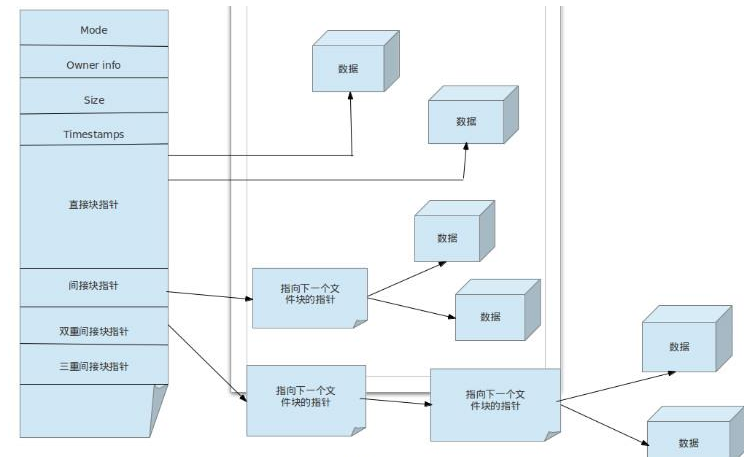 Mode
Owner info
Size
Timestamps
直接块指针
间接块指针
双重间接块指针
三重间接块指针
数据
数据
数据
指向下一个文
件块的指针
数据
数据
指向下一个文
件块的指针
指向下一个文
件块的指针
数据